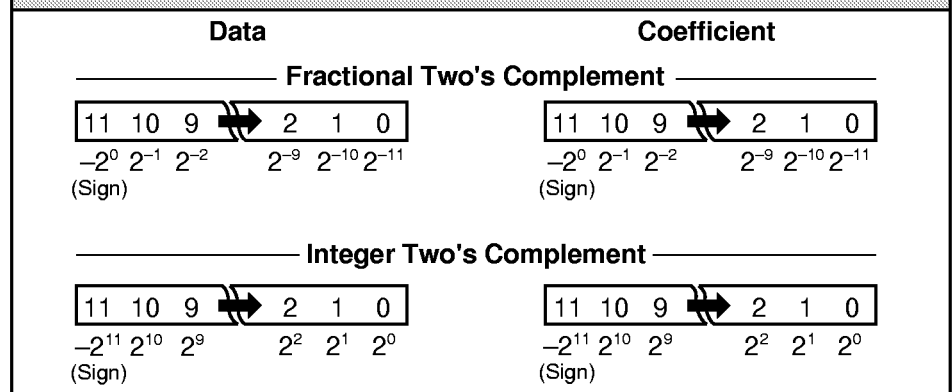 Data Coefficient
Fractional Two's Complement
11 10 9 2 1 0 11 10 9 2 1 0
–2⁰ 2⁻¹ 2⁻² 2⁻⁹ 2⁻¹⁰ 2⁻¹¹ –2⁰ 2⁻¹ 2⁻² 2⁻⁹ 2⁻¹⁰ 2⁻¹¹
(Sign) (Sign)
Integer Two's Complement
11 10 9 2 1 0 11 10 9 2 1 0
–2¹¹ 2¹⁰ 2⁹ 2² 2¹ 2⁰ –2¹¹ 2¹⁰ 2⁹ 2² 2¹ 2⁰
(Sign) (Sign)